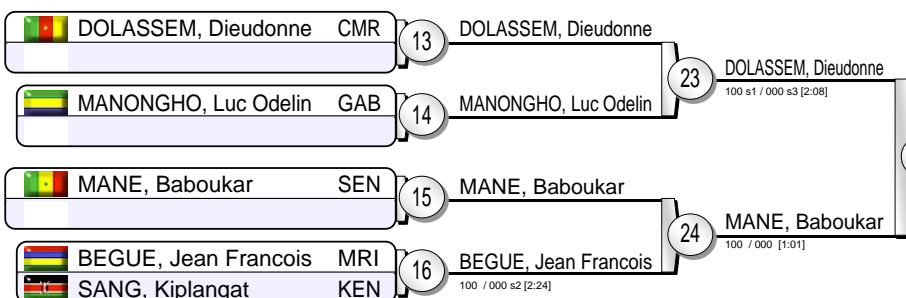 DOLASSEM, Dieudonne CMR
13
DOLASSEM, Dieudonne
23
DOLASSEM, Dieudonne
100 s1 / 000 s3 [2:08]
MANONGHO, Luc Odelin GAB
14
MANONGHO, Luc Odelin
MANE, Baboukar SEN
15
MANE, Baboukar
24
MANE, Baboukar
100 / 000 [1:01]
BEGUE, Jean Francois MRI
SANG, Kiplangat KEN
16
BEGUE, Jean Francois
100 / 000 s2 [2:24]